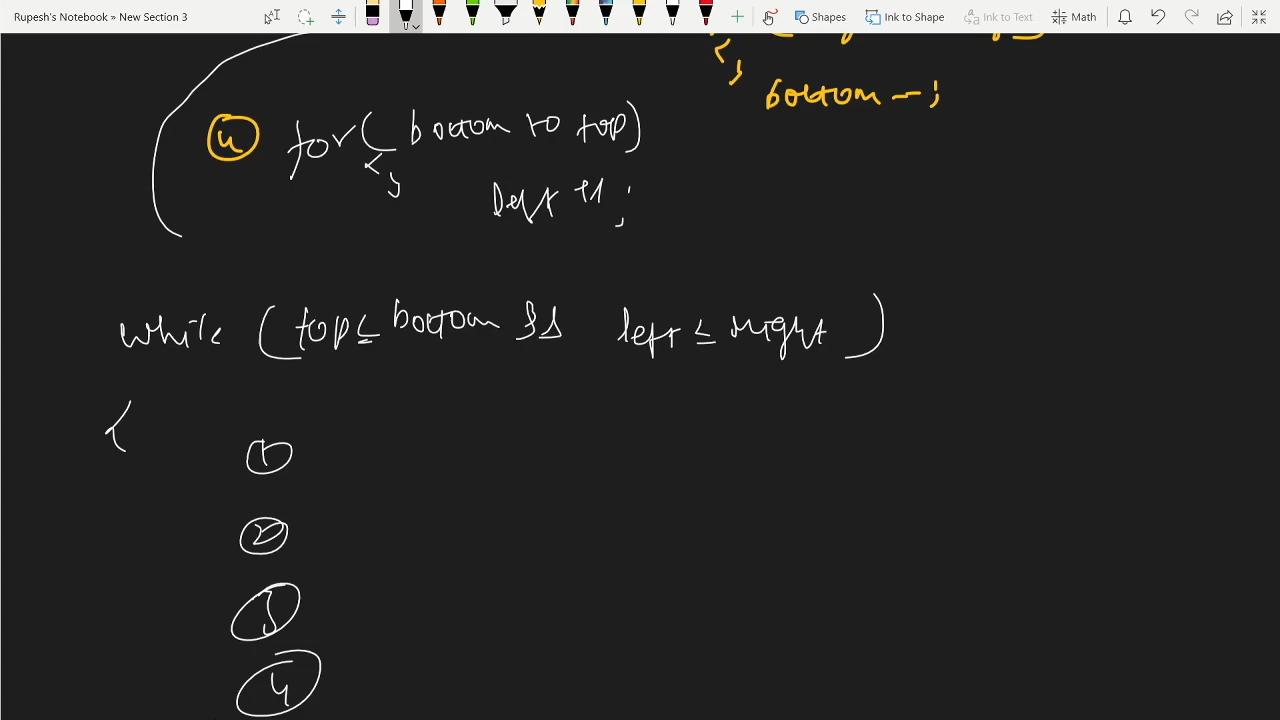 Rupesh's Notebook » New Section 3
Shapes Ink to Shape Ink to Text Math
bottom --;
4 for( bottom to top)
left ++;
while (top ≤ bottom && left ≤ right)
{
1
2
3
4